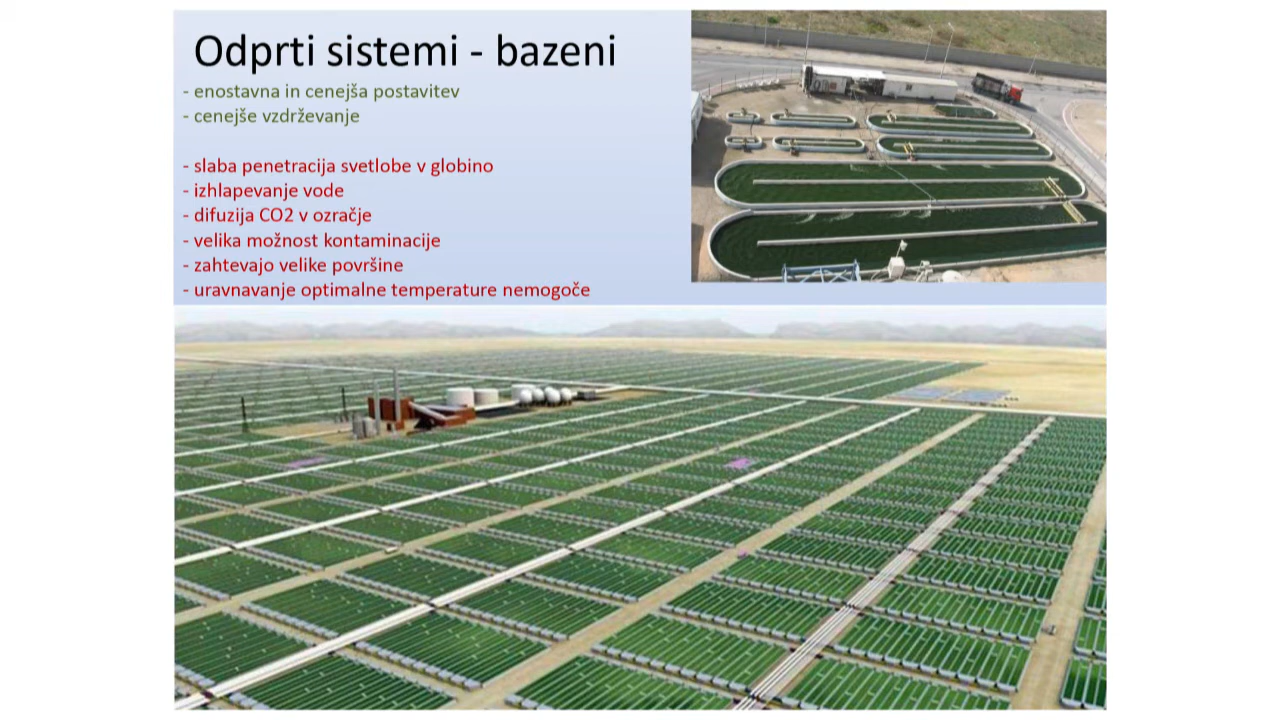 Odprti sistemi - bazeni
- enostavna in cenejša postavitev
- cenejše vzdrževanje
- slaba penetracija svetlobe v globino
- izhlapevanje vode
- difuzija CO2 v ozračje
- velika možnost kontaminacije
- zahtevajo velike površine
- uravnavanje optimalne temperature nemogoče